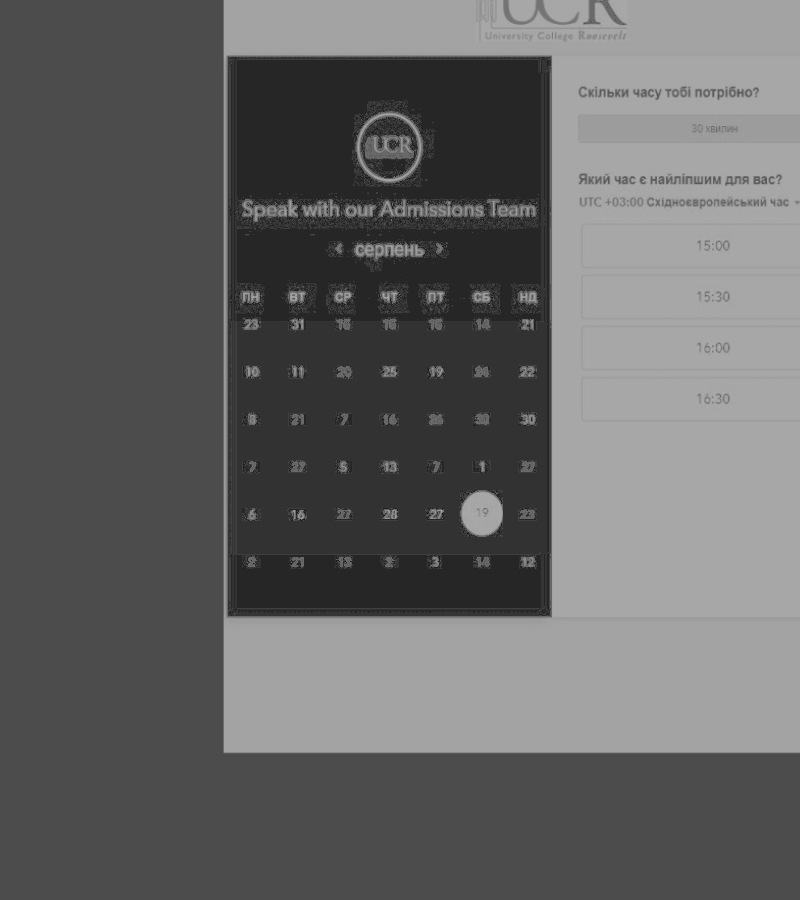 UCR
University College Roosevelt
UCR
Speak with our Admissions Team
‹ серпень ›
ПН ВТ СР ЧТ ПТ СБ НД
23 31 14 21
10 11 20 25 19 24 22
8 21 7 16 26 30 30
7 27 5 13 7 1 27
6 16 27 28 27 19 23
2 21 13 2 3 14 12
Скільки часу тобі потрібно?
30 хвилин
Який час є найліпшим для вас?
UTC +03:00 Східноєвропейський час
15:00
15:30
16:00
16:30